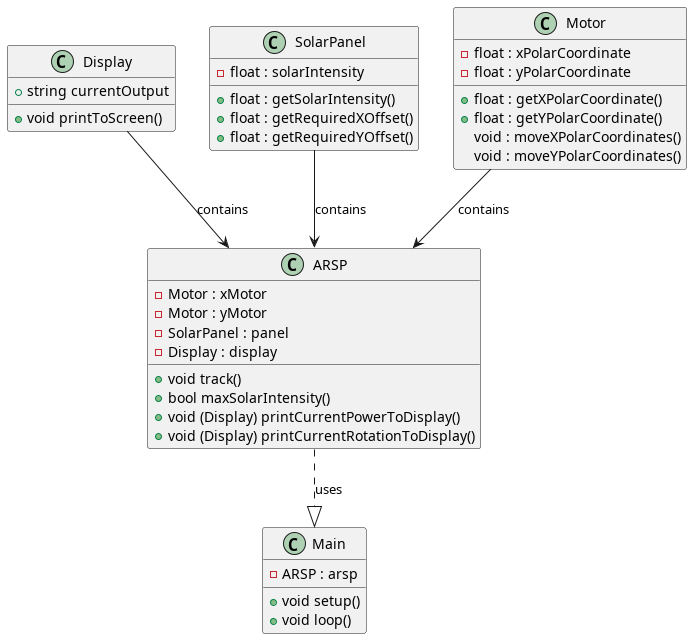 C Display
string currentOutput
void printToScreen()
C SolarPanel
float : solarIntensity
float : getSolarIntensity()
float : getRequiredXOffset()
float : getRequiredYOffset()
C Motor
float : xPolarCoordinate
float : yPolarCoordinate
float : getXPolarCoordinate()
float : getYPolarCoordinate()
void : moveXPolarCoordinates()
void : moveYPolarCoordinates()
contains
contains
contains
C ARSP
Motor : xMotor
Motor : yMotor
SolarPanel : panel
Display : display
void track()
bool maxSolarIntensity()
void (Display) printCurrentPowerToDisplay()
void (Display) printCurrentRotationToDisplay()
uses
C Main
ARSP : arsp
void setup()
void loop()